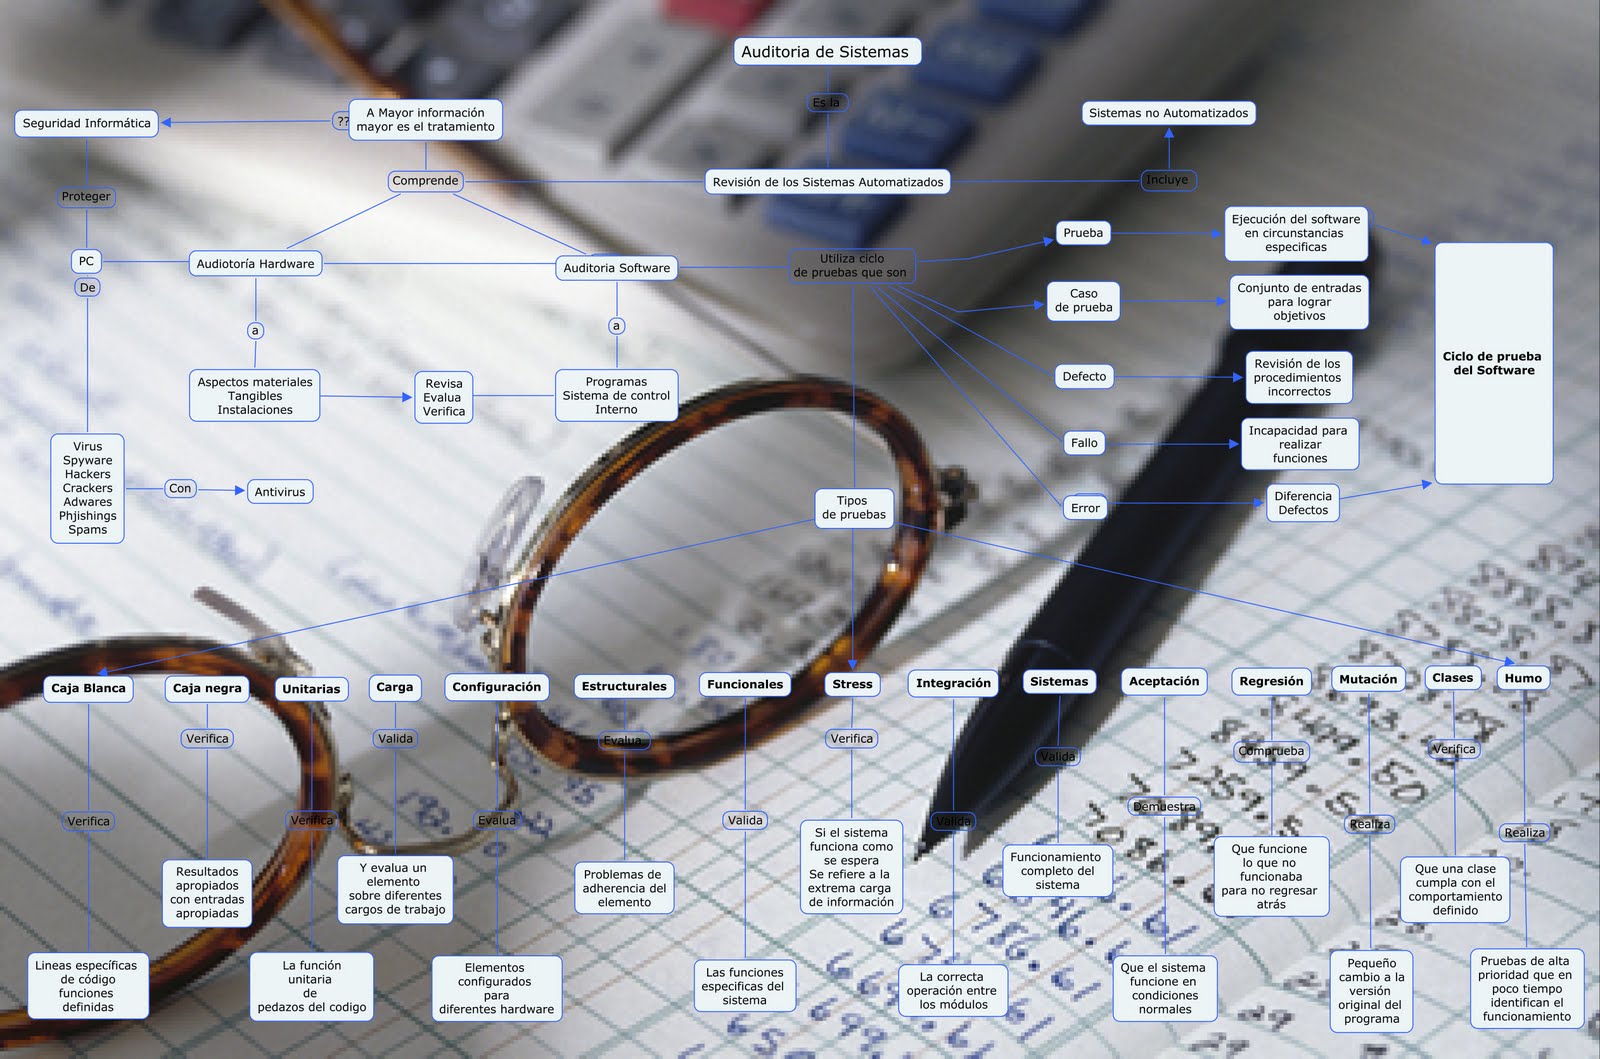 Auditoria de Sistemas
Es la
Seguridad Informática
??
A Mayor información
mayor es el tratamiento
Sistemas no Automatizados
Proteger
Comprende
Revisión de los Sistemas Automatizados
Incluye
PC
De
Audiotoría Hardware
Auditoria Software
Utiliza ciclo
de pruebas que son
Prueba
Ejecución del software
en circunstancias
especificas
Caso
de prueba
Conjunto de entradas
para lograr
objetivos
Defecto
Revisión de los
procedimientos
incorrectos
Fallo
Incapacidad para
realizar
funciones
Error
Diferencia
Defectos
Ciclo de prueba
del Software
a
a
Aspectos materiales
Tangibles
Instalaciones
Revisa
Evalua
Verifica
Programas
Sistema de control
Interno
Virus
Spyware
Hackers
Crackers
Adwares
Phjishings
Spams
Con
Antivirus
Tipos
de pruebas
Caja Blanca
Verifica
Lineas específicas
de código
funciones
definidas
Caja negra
Verifica
Resultados
apropiados
con entradas
apropiadas
Unitarias
Verifica
La función
unitaria
de
pedazos del codigo
Carga
Valida
Y evalua un
elemento
sobre diferentes
cargos de trabajo
Configuración
Evalua
Elementos
configurados
para
diferentes hardware
Estructurales
Evalua
Problemas de
adherencia del
elemento
Funcionales
Valida
Las funciones
especificas del
sistema
Stress
Verifica
Si el sistema
funciona como
se espera
Se refiere a la
extrema carga
de información
Integración
Valida
La correcta
operación entre
los módulos
Sistemas
Valida
Funcionamiento
completo del
sistema
Aceptación
Demuestra
Que el sistema
funcione en
condiciones
normales
Regresión
Comprueba
Que funcione
lo que no
funcionaba
para no regresar
atrás
Mutación
Realiza
Pequeño
cambio a la
versión
original del
programa
Clases
Verifica
Que una clase
cumpla con el
comportamiento
definido
Humo
Realiza
Pruebas de alta
prioridad que en
poco tiempo
identifican el
funcionamiento